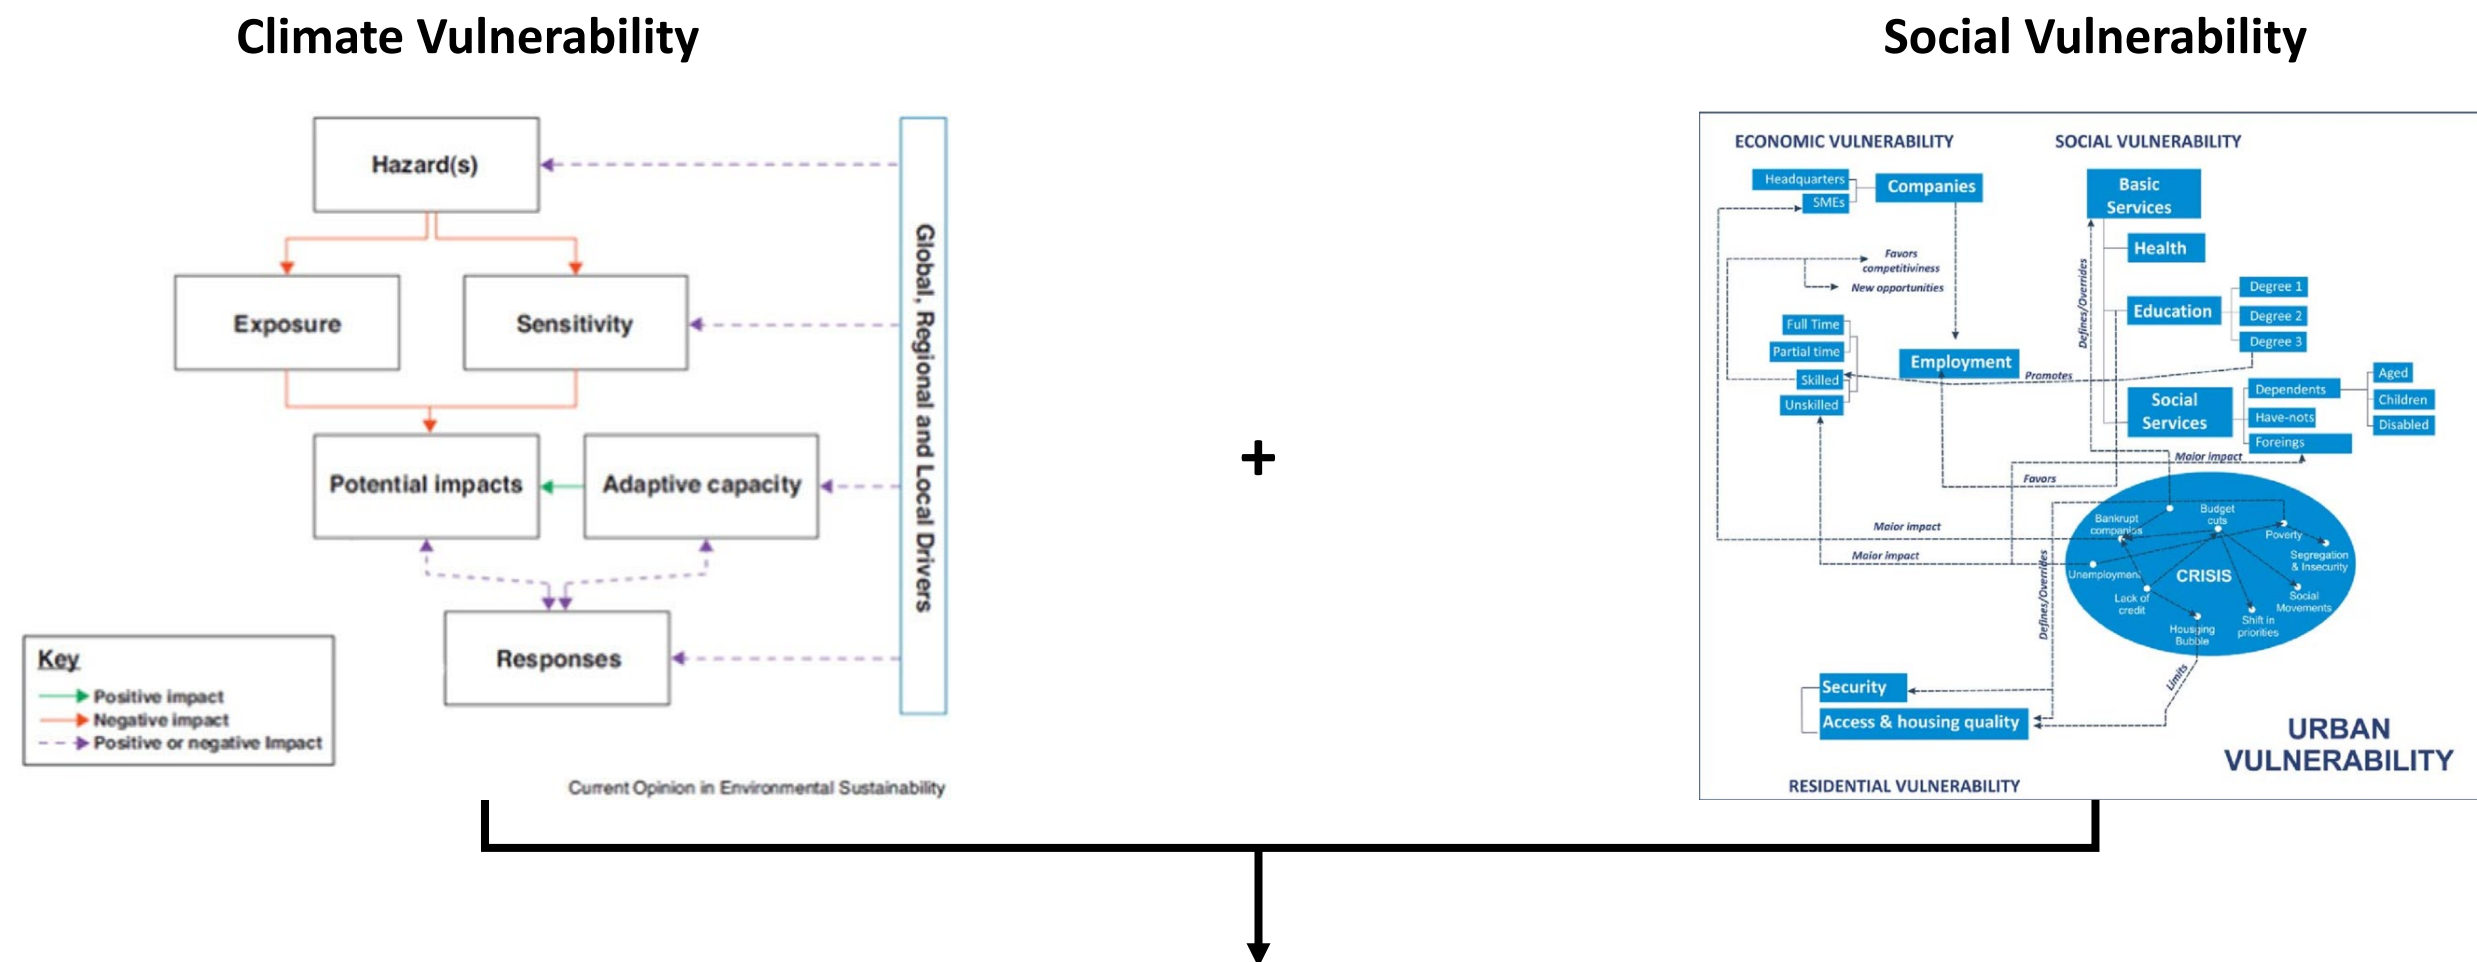 Climate Vulnerability
Hazard(s)
Exposure
Sensitivity
Potential impacts
Adaptive capacity
Responses
Global, Regional and Local Drivers
Key
Positive impact
Negative impact
Positive or negative Impact
Current Opinion in Environmental Sustainability
+
Social Vulnerability
ECONOMIC VULNERABILITY
Headquarters
SMEs
Companies
Favors
competitiviness
New opportunities
Full Time
Partial time
Skilled
Unskilled
Employment
SOCIAL VULNERABILITY
Basic
Services
Health
Education
Degree 1
Degree 2
Degree 3
Social
Services
Dependents
Have-nots
Foreings
Aged
Children
Disabled
Defines/Overrides
Promotes
Maior impact
Favors
Maior impact
Maior impact
Defines/Overrides
Limits
Bankrupt
companies
Budget
cuts
Poverty
Segregation
& Insecurity
Unemployment
CRISIS
Lack of
credit
Social
Movements
Shift in
priorities
Housging
Bubble
Security
Access & housing quality
RESIDENTIAL VULNERABILITY
URBAN
VULNERABILITY